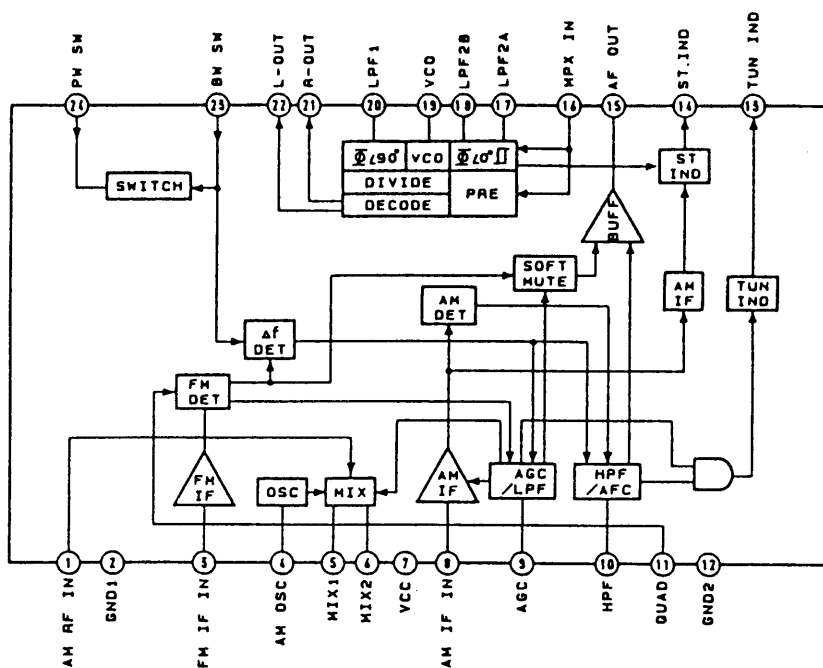 PW SW
BW SW
L-OUT
R-OUT
LPF1
VCO
LPF2B
LPF2A
MPX IN
AF OUT
ST.IND
TUN IND
24
23
22
21
20
19
18
17
16
15
14
13
SWITCH
Φ∠90°
VCO
Φ∠0°
DIVIDE
DECODE
PRE
ST
IND
BUFF
SOFT
MUTE
AM
DET
AM
IF
TUN
IND
Δf
DET
FM
DET
FM
IF
OSC
MIX
AM
IF
AGC
/LPF
HPF
/AFC
1
2
3
4
5
6
7
8
9
10
11
12
AM RF IN
GND1
FM IF IN
AM OSC
MIX1
MIX2
VCC
AM IF IN
AGC
HPF
QUAD
GND2